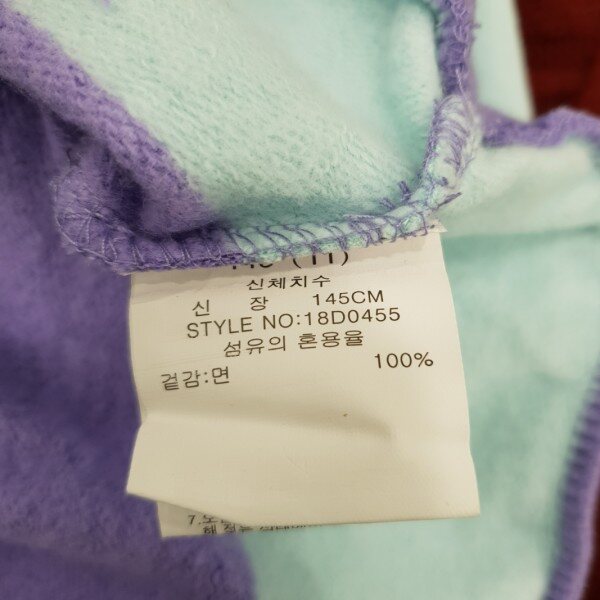 (11)
신체치수
신 장 145CM
STYLE NO:18D0455
섬유의 혼용율
100%
겉감:면